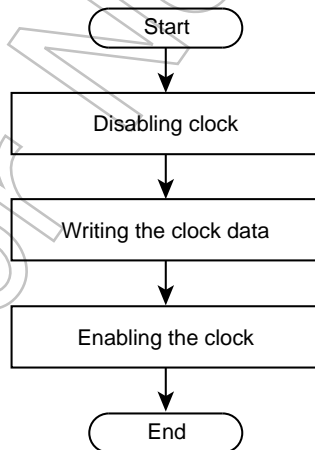 Start
Disabling clock
Writing the clock data
Enabling the clock
End